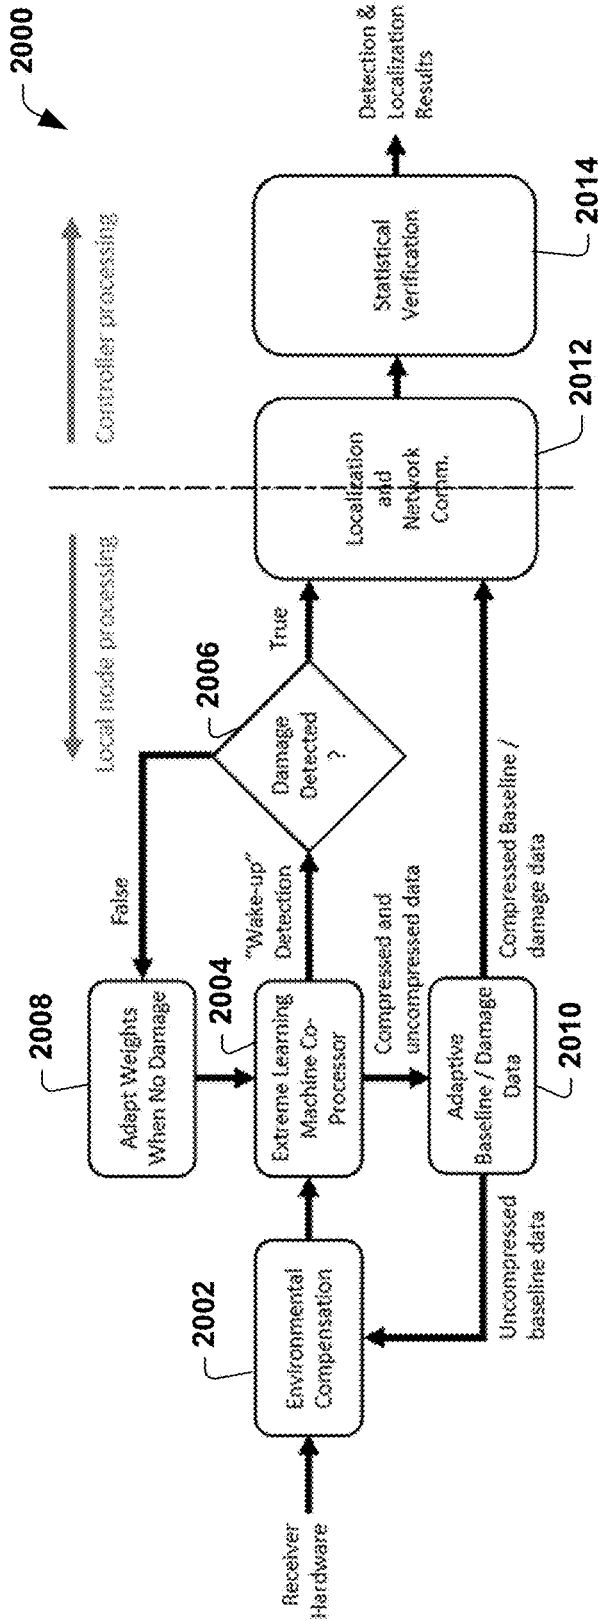 2000
Local node processing
Controller processing
2008
Adapt Weights
When No Damage
False
2006
Damage
Detected
?
True
2002
Environmental
Compensation
Receiver
Hardware
2004
Extreme Learning
Machine Co-
Processor
"Wake-up"
Detection
Localization
and
Network
Comm.
2012
Statistical
Verification
2014
Detection &
Localization
Results
Compressed and
uncompressed data
Adaptive
Baseline / Damage
Data
2010
Uncompressed
baseline data
Compressed Baseline /
damage data